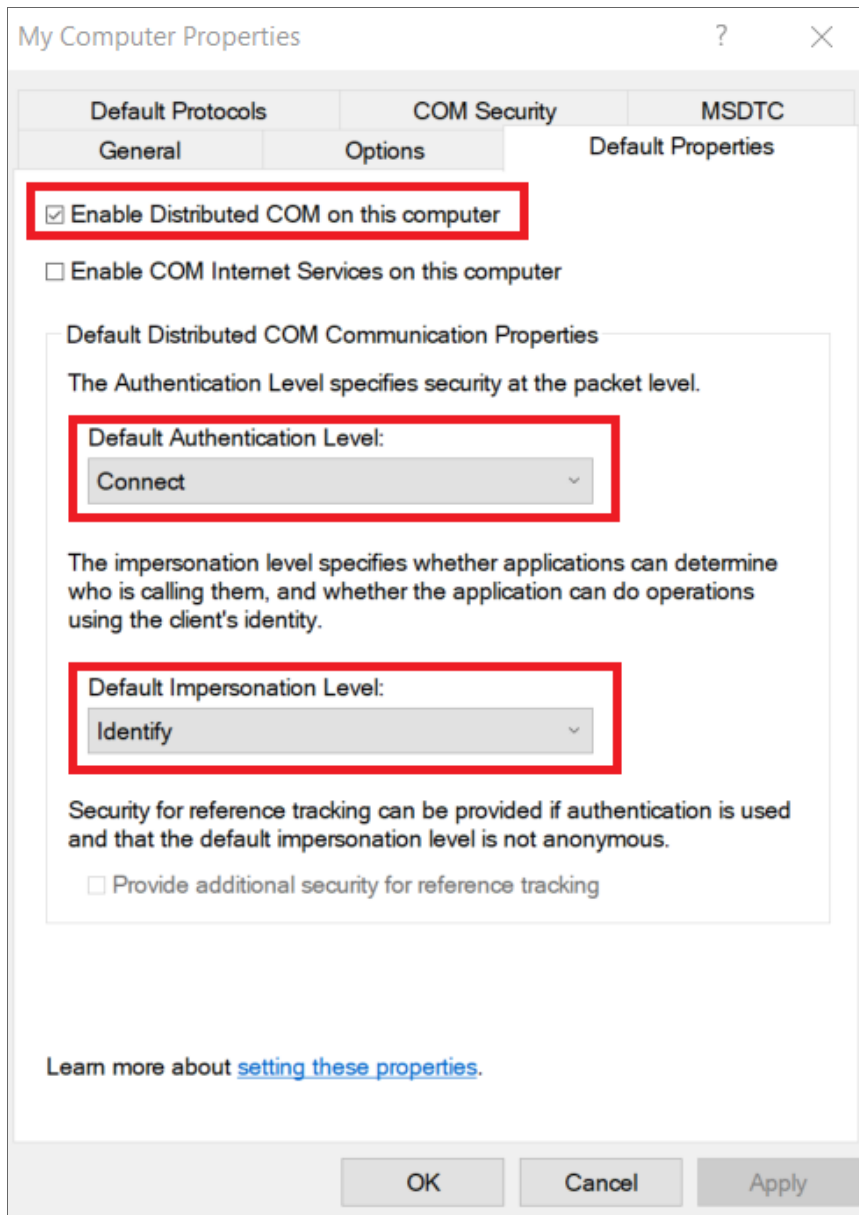 My Computer Properties
Default Protocols COM Security MSDTC
General Options Default Properties
Enable Distributed COM on this computer
Enable COM Internet Services on this computer
Default Distributed COM Communication Properties
The Authentication Level specifies security at the packet level.
Default Authentication Level:
Connect
The impersonation level specifies whether applications can determine
who is calling them, and whether the application can do operations
using the client's identity.
Default Impersonation Level:
Identify
Security for reference tracking can be provided if authentication is used
and that the default impersonation level is not anonymous.
Provide additional security for reference tracking
Learn more about setting these properties.
OK Cancel Apply